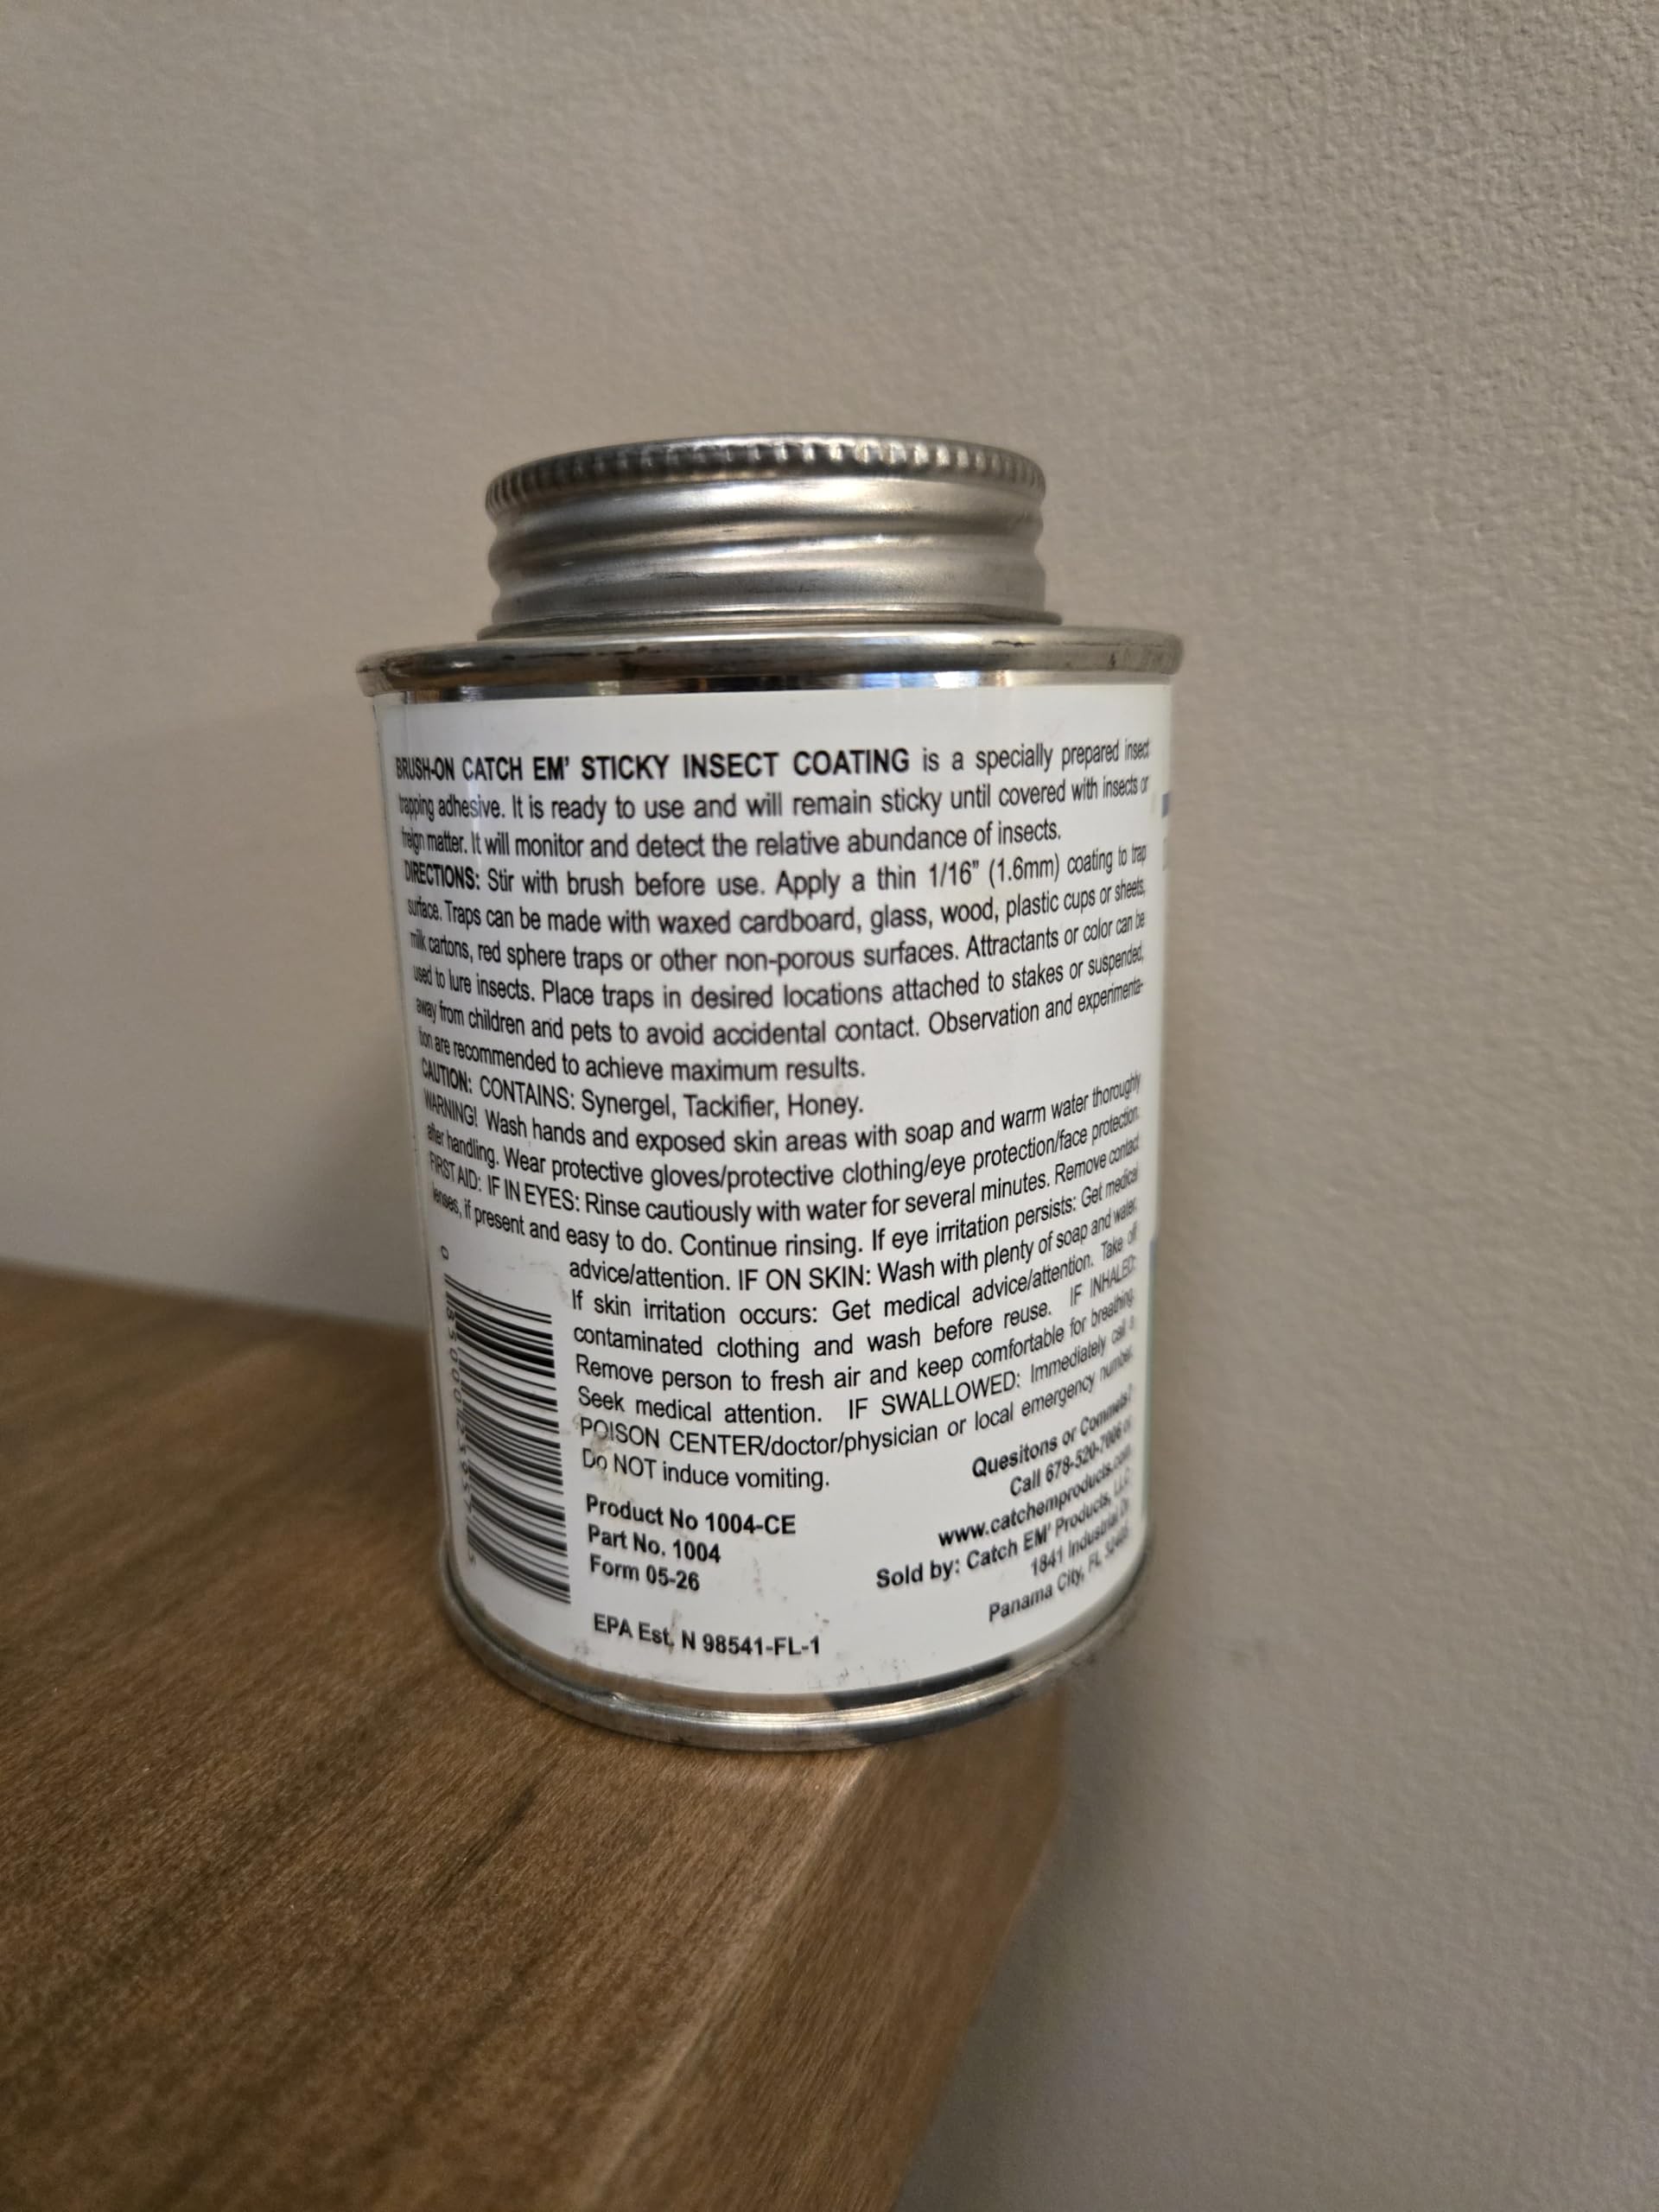 BRUSH-ON CATCH EM' STICKY INSECT COATING is a specially prepared insect
trapping adhesive. It is ready to use and will remain sticky until covered with insects or
freign matter. It will monitor and detect the relative abundance of insects.
DIRECTIONS: Stir with brush before use. Apply a thin 1/16" (1.6mm) coating to trap
surface. Traps can be made with waxed cardboard, glass, wood, plastic cups or sheets,
milk cartons, red sphere traps or other non-porous surfaces. Attractants or color can be
used to lure insects. Place traps in desired locations attached to stakes or suspended,
away from children and pets to avoid accidental contact. Observation and experimenta-
tion are recommended to achieve maximum results.
CAUTION: CONTAINS: Synergel, Tackifier, Honey.
WARNING! Wash hands and exposed skin areas with soap and warm water thoroughly
after handling. Wear protective gloves/protective clothing/eye protection/face protection.
FIRST AID: IF IN EYES: Rinse cautiously with water for several minutes. Remove contact
lenses, if present and easy to do. Continue rinsing. If eye irritation persists: Get medical
advice/attention. IF ON SKIN: Wash with plenty of soap and water.
If skin irritation occurs: Get medical advice/attention. Take off
contaminated clothing and wash before reuse. IF INHALED:
Remove person to fresh air and keep comfortable for breathing.
Seek medical attention. IF SWALLOWED: Immediately call a
POISON CENTER/doctor/physician or local emergency number.
Do NOT induce vomiting.
Product No 1004-CE
Part No. 1004
Form 05-26
EPA Est. N 98541-FL-1
Quesitons or Commets?
Call 678-520-7006 or
www.catchemproducts.com
Sold by: Catch EM' Products, LLC
1841 Industrial Dr.
Panama City, FL